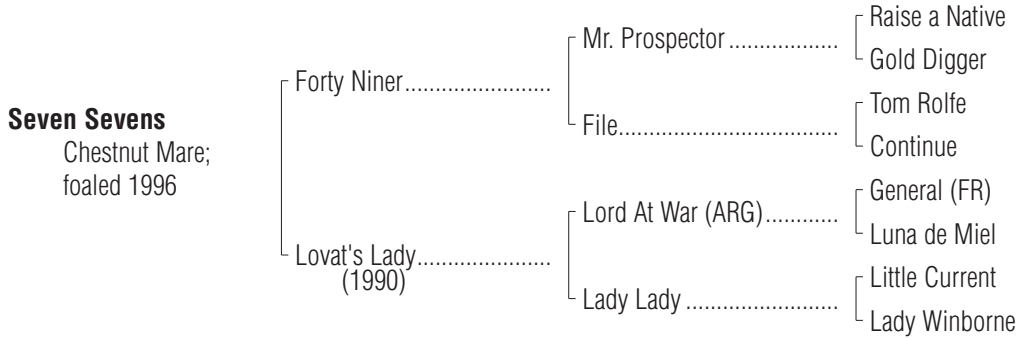 Raise a Native
Mr. Prospector ..................
Gold Digger
Forty Niner........................
Tom Rolfe
File....................................
Continue
Seven Sevens
Chestnut Mare;
foaled 1996
General (FR)
Lord At War (ARG)............
Luna de Miel
Lovat's Lady......................
(1990)
Little Current
Lady Lady .........................
Lady Winborne